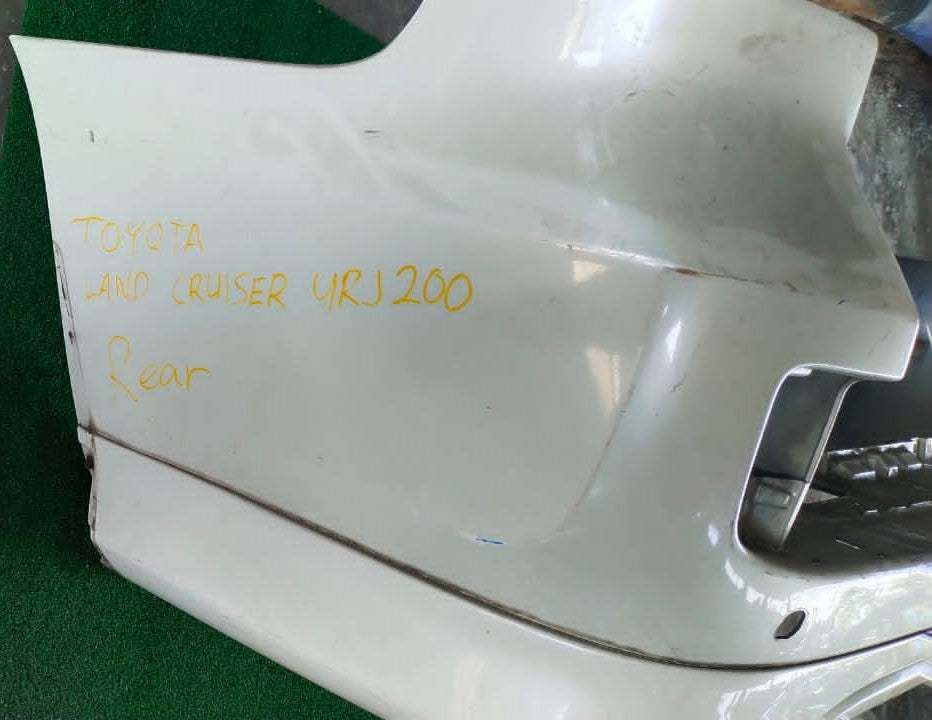 TOYOTA
LAND CRUISER URJ200
Rear